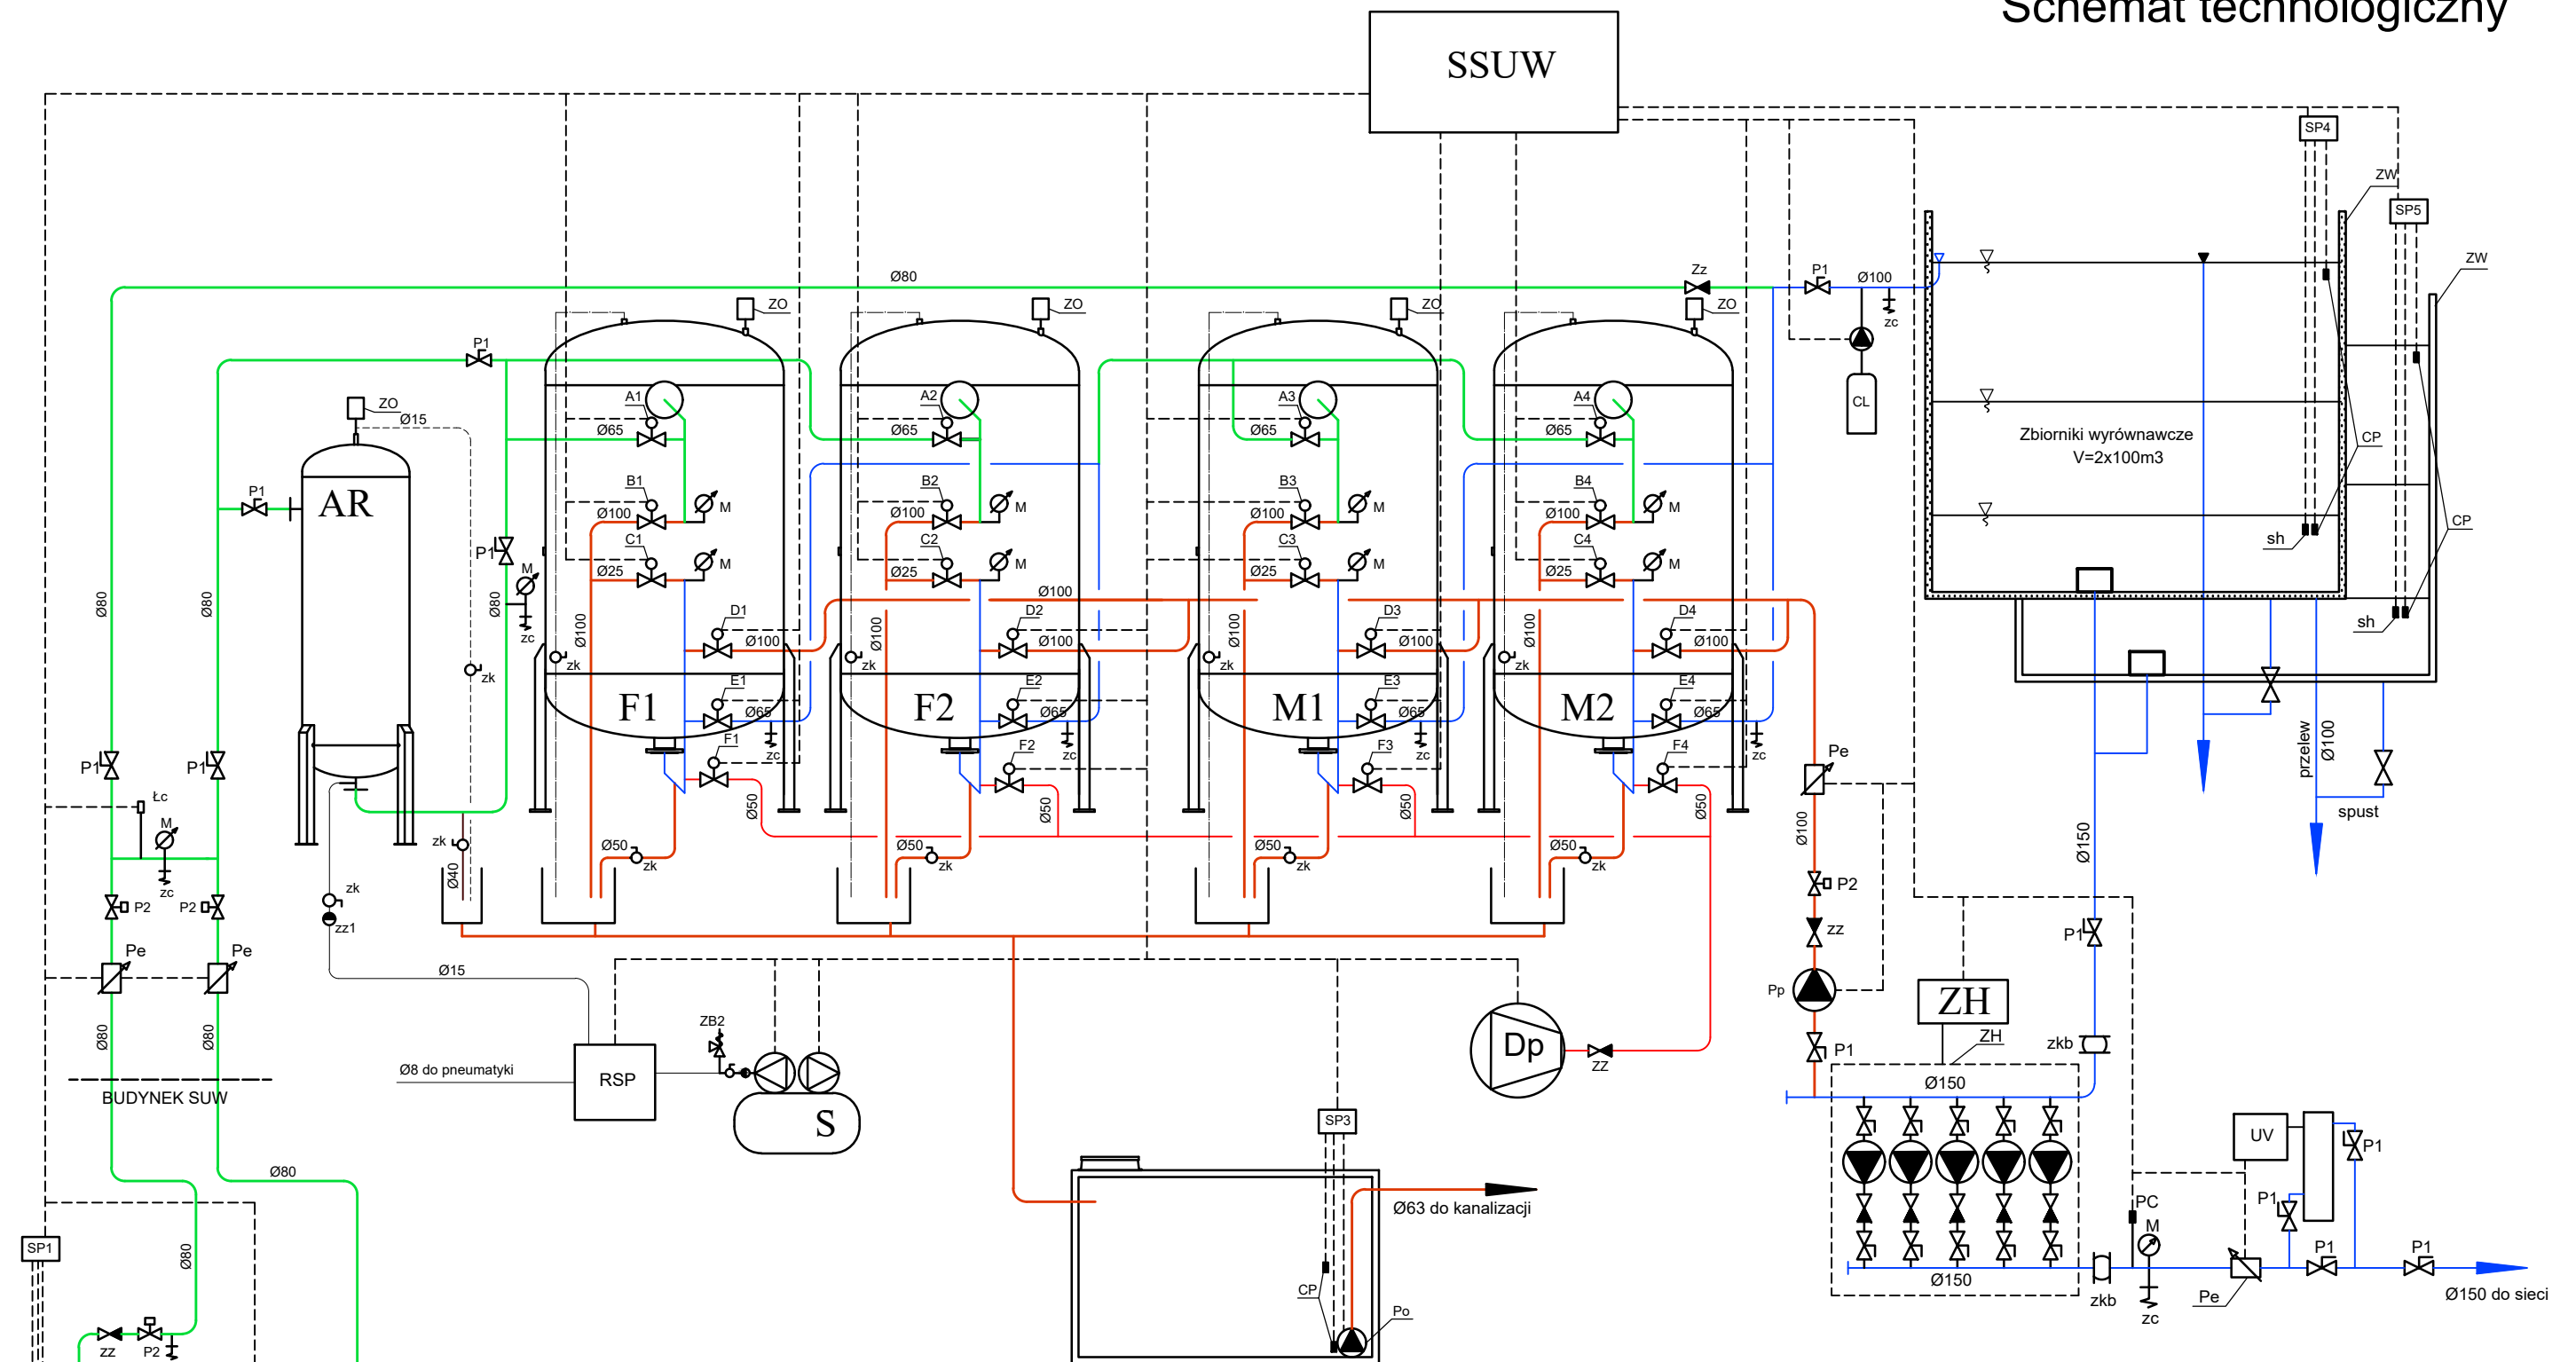 Schemat technologiczny
SSUW
SP4
ZW
SP5
ZW
Ø80
Zz
P1
Ø100
zc
CL
ZO
ZO
ZO
ZO
P1
ZO
Ø15
AR
P1
P1
M
Ø80
zc
Ø80
Ø80
zk
A1
Ø65
B1
M
Ø100
C1
M
Ø25
Ø100
D1
Ø100
zk
E1
Ø65
F1
zc
F1
Ø50
Ø50
zk
A2
Ø65
B2
M
Ø100
C2
M
Ø25
Ø100
Ø100
D2
Ø100
zk
E2
Ø65
F2
zc
F2
Ø50
Ø50
zk
A3
Ø65
B3
M
Ø100
C3
M
Ø25
Ø100
D3
Ø100
zk
E3
Ø65
M1
zc
F3
Ø50
Ø50
zk
A4
Ø65
B4
M
Ø100
C4
M
Ø25
Ø100
D4
Ø100
zk
E4
Ø65
M2
zc
F4
Ø50
Ø50
zk
Zbiorniki wyrównawcze
V=2x100m3
CP
CP
sh
sh
przelew
Ø100
spust
Ø150
P1
P1
Łc
M
zc
P2
P2
Pe
Pe
Ø80
Ø80
BUDYNEK SUW
zk
Ø40
zk
zz1
Ø15
Ø8 do pneumatyki
RSP
ZB2
S
Dp
ZZ
Pe
Ø100
P2
zz
Pp
P1
P1
ZH
ZH
zkb
Ø150
Ø150
zkb
PC
M
zc
Pe
UV
P1
P1
P1
P1
Ø150 do sieci
Ø80
Ø80
SP1
zz
P2
SP3
CP
Po
Ø63 do kanalizacji